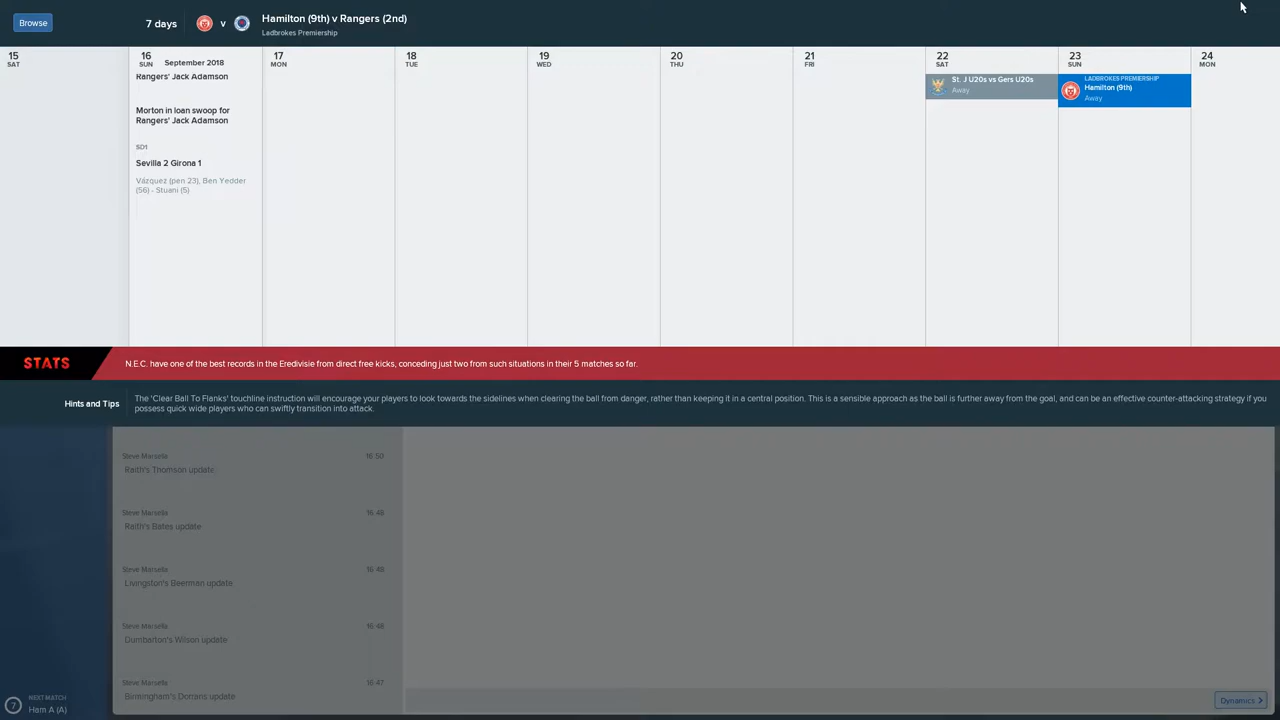 Browse
7 days
v
Hamilton (9th) v Rangers (2nd)
Ladbrokes Premiership
15
SAT
16
SUN
September 2018
17
MON
18
TUE
19
WED
20
THU
21
FRI
22
SAT
23
SUN
24
MON
Rangers' Jack Adamson
Morton in loan swoop for
Rangers' Jack Adamson
SD1
Sevilla 2 Girona 1
Vázquez (pen 23), Ben Yedder
(56) - Stuani (5)
St. J U20s vs Gers U20s
Away
LADBROKES PREMIERSHIP
Hamilton (9th)
Away
STATS
N.E.C. have one of the best records in the Eredivisie from direct free kicks, conceding just two from such situations in their 5 matches so far.
Hints and Tips
The 'Clear Ball To Flanks' touchline instruction will encourage your players to look towards the sidelines when clearing the ball from danger, rather than keeping it in a central position. This is a sensible approach as the ball is further away from the goal, and can be an effective counter-attacking strategy if you
possess quick wide players who can swiftly transition into attack.
Steve Marsella 16:50
Raith's Thomson update
Steve Marsella 16:48
Raith's Bates update
Steve Marsella 16:48
Livingston's Beerman update
Steve Marsella 16:48
Dumbarton's Wilson update
Steve Marsella 16:47
Birmingham's Dorrans update
7
NEXT MATCH
Ham A (A)
Dynamics